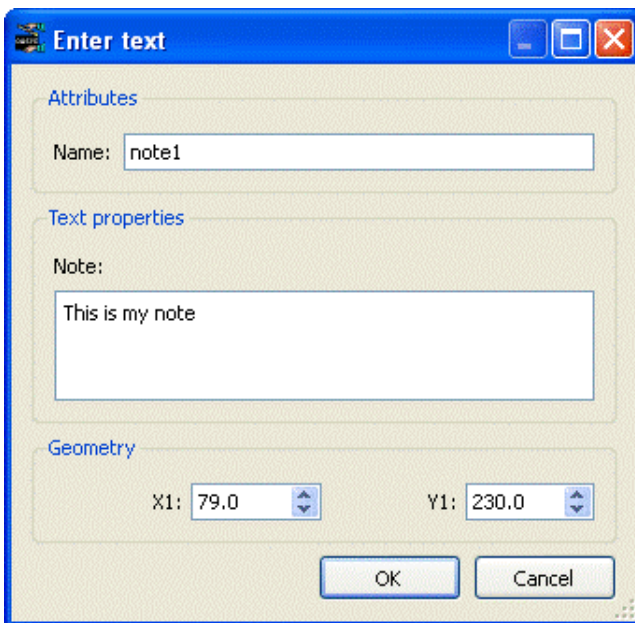 Enter text
Attributes
Name: note1
Text properties
Note:
This is my note
Geometry
X1: 79.0 Y1: 230.0
OK Cancel